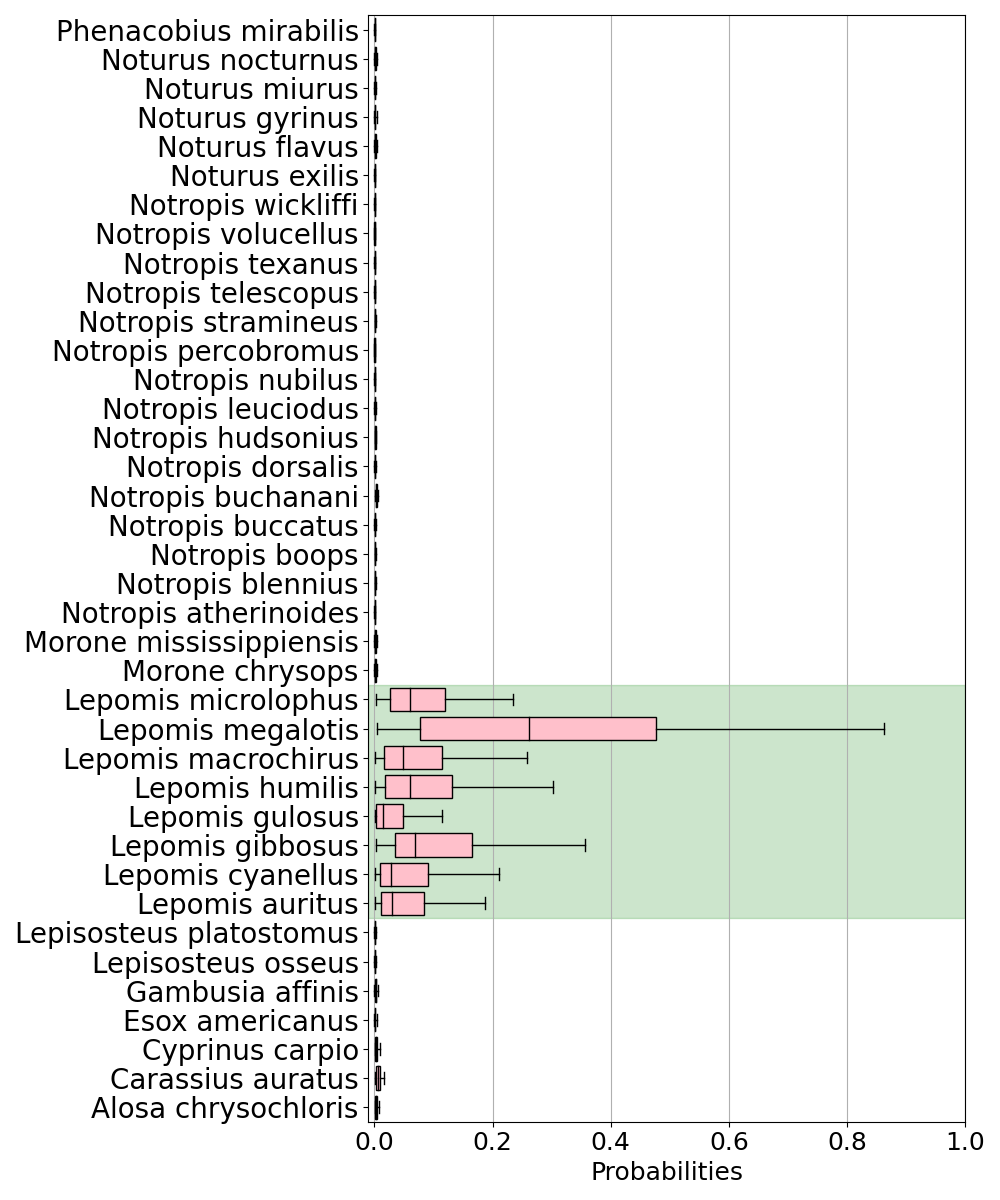 Phenacobius mirabilis
Noturus nocturnus
Noturus miurus
Noturus gyrinus
Noturus flavus
Noturus exilis
Notropis wickliffi
Notropis volucellus
Notropis texanus
Notropis telescopus
Notropis stramineus
Notropis percobromus
Notropis nubilus
Notropis leuciodus
Notropis hudsonius
Notropis dorsalis
Notropis buchanani
Notropis buccatus
Notropis boops
Notropis blennius
Notropis atherinoides
Morone mississippiensis
Morone chrysops
Lepomis microlophus
Lepomis megalotis
Lepomis macrochirus
Lepomis humilis
Lepomis gulosus
Lepomis gibbosus
Lepomis cyanellus
Lepomis auritus
Lepisosteus platostomus
Lepisosteus osseus
Gambusia affinis
Esox americanus
Cyprinus carpio
Carassius auratus
Alosa chrysochloris
0.0 0.2 0.4 0.6 0.8 1.0
Probabilities